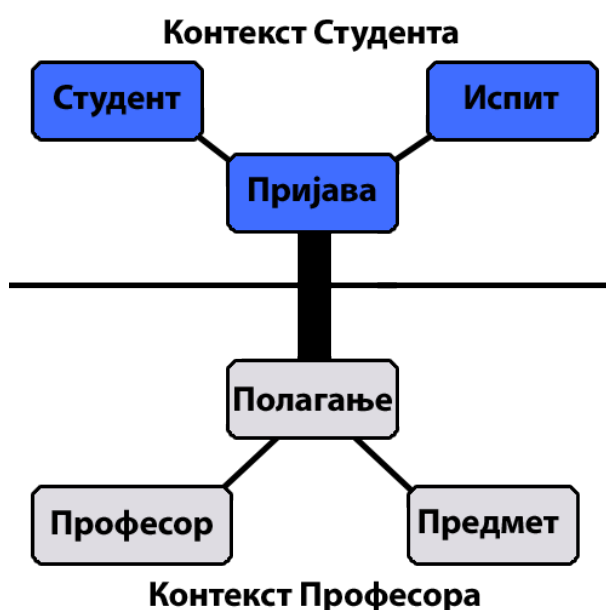 Контекст Студента
Студент
Испит
Пријава
Полагање
Професор
Предмет
Контекст Професора